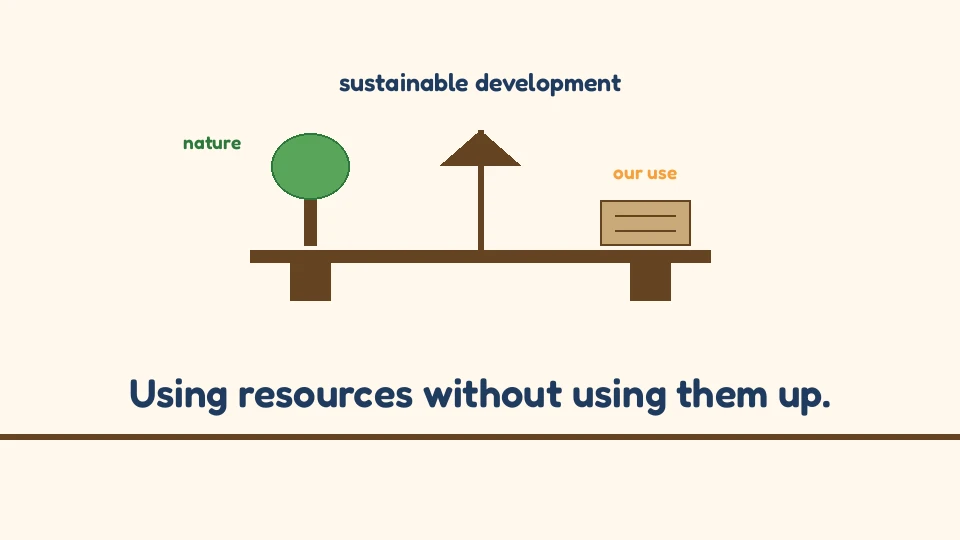 sustainable development
nature
our use
Using resources without using them up.